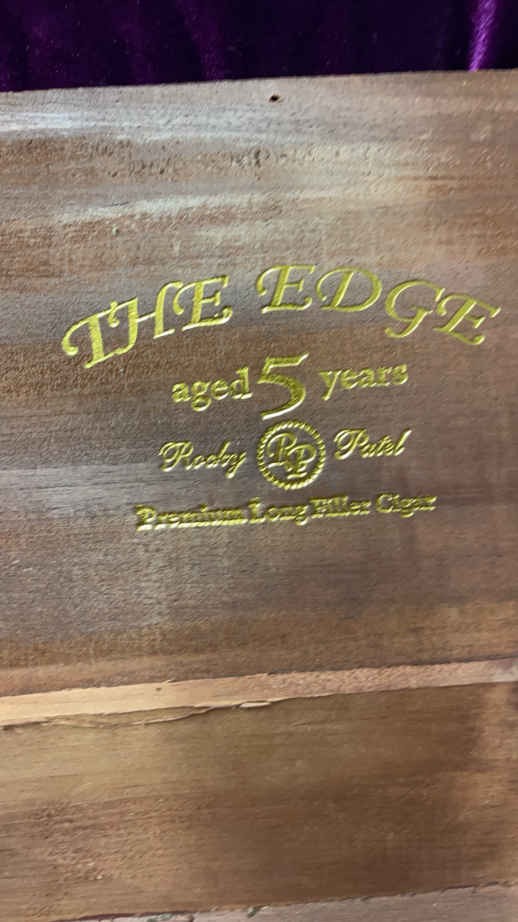 THE EDGE
aged 5 years
Rocky RP Patel
Premium Long Filler Cigar